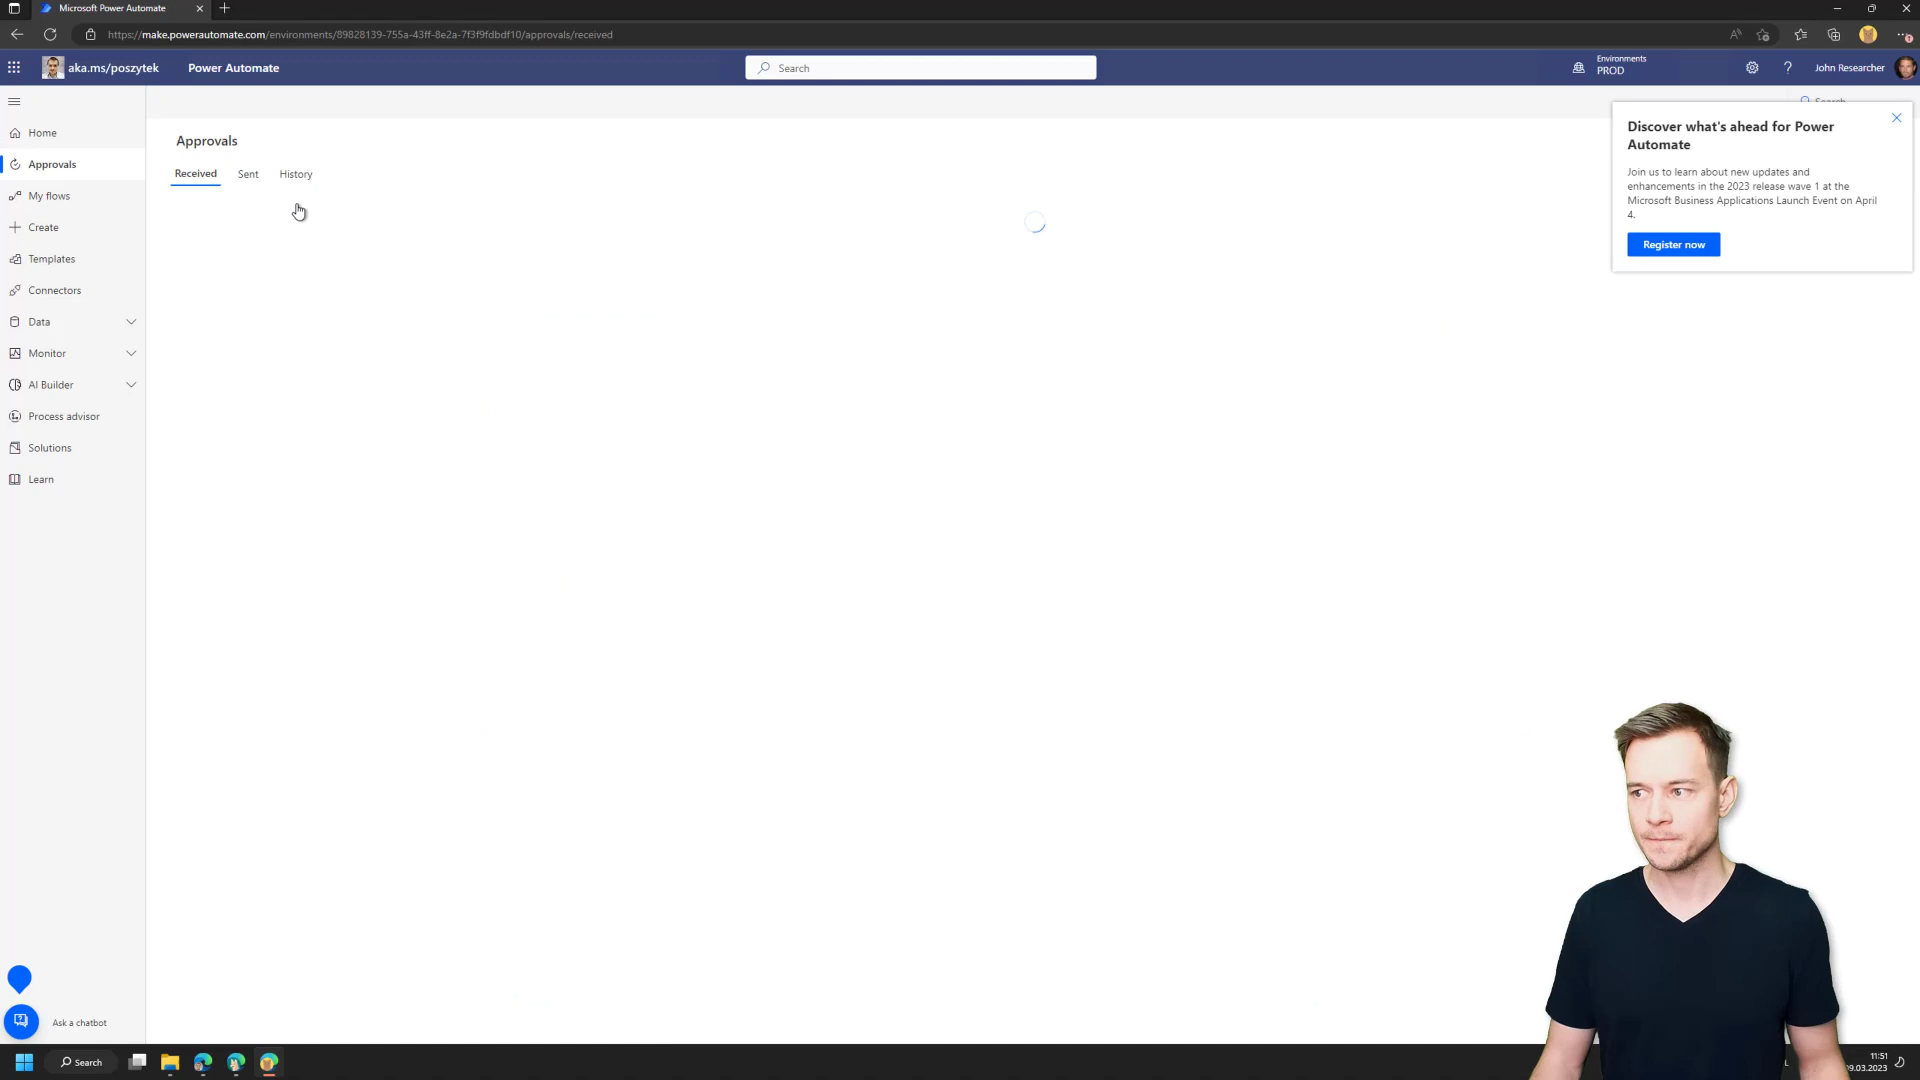 Microsoft Power Automate
https://make.powerautomate.com/environments/89828139-755a-43ff-8e2a-7f3f9fdbdf10/approvals/received
aka.ms/poszytek
Power Automate
Search
Environments
PROD
John Researcher
Search
Home
Approvals
My flows
Create
Templates
Connectors
Data
Monitor
AI Builder
Process advisor
Solutions
Learn
Approvals
Received
Sent
History
Discover what's ahead for Power
Automate
Join us to learn about new updates and
enhancements in the 2023 release wave 1 at the
Microsoft Business Applications Launch Event on April
4.
Register now
Ask a chatbot
Search
11:51
09.03.2023